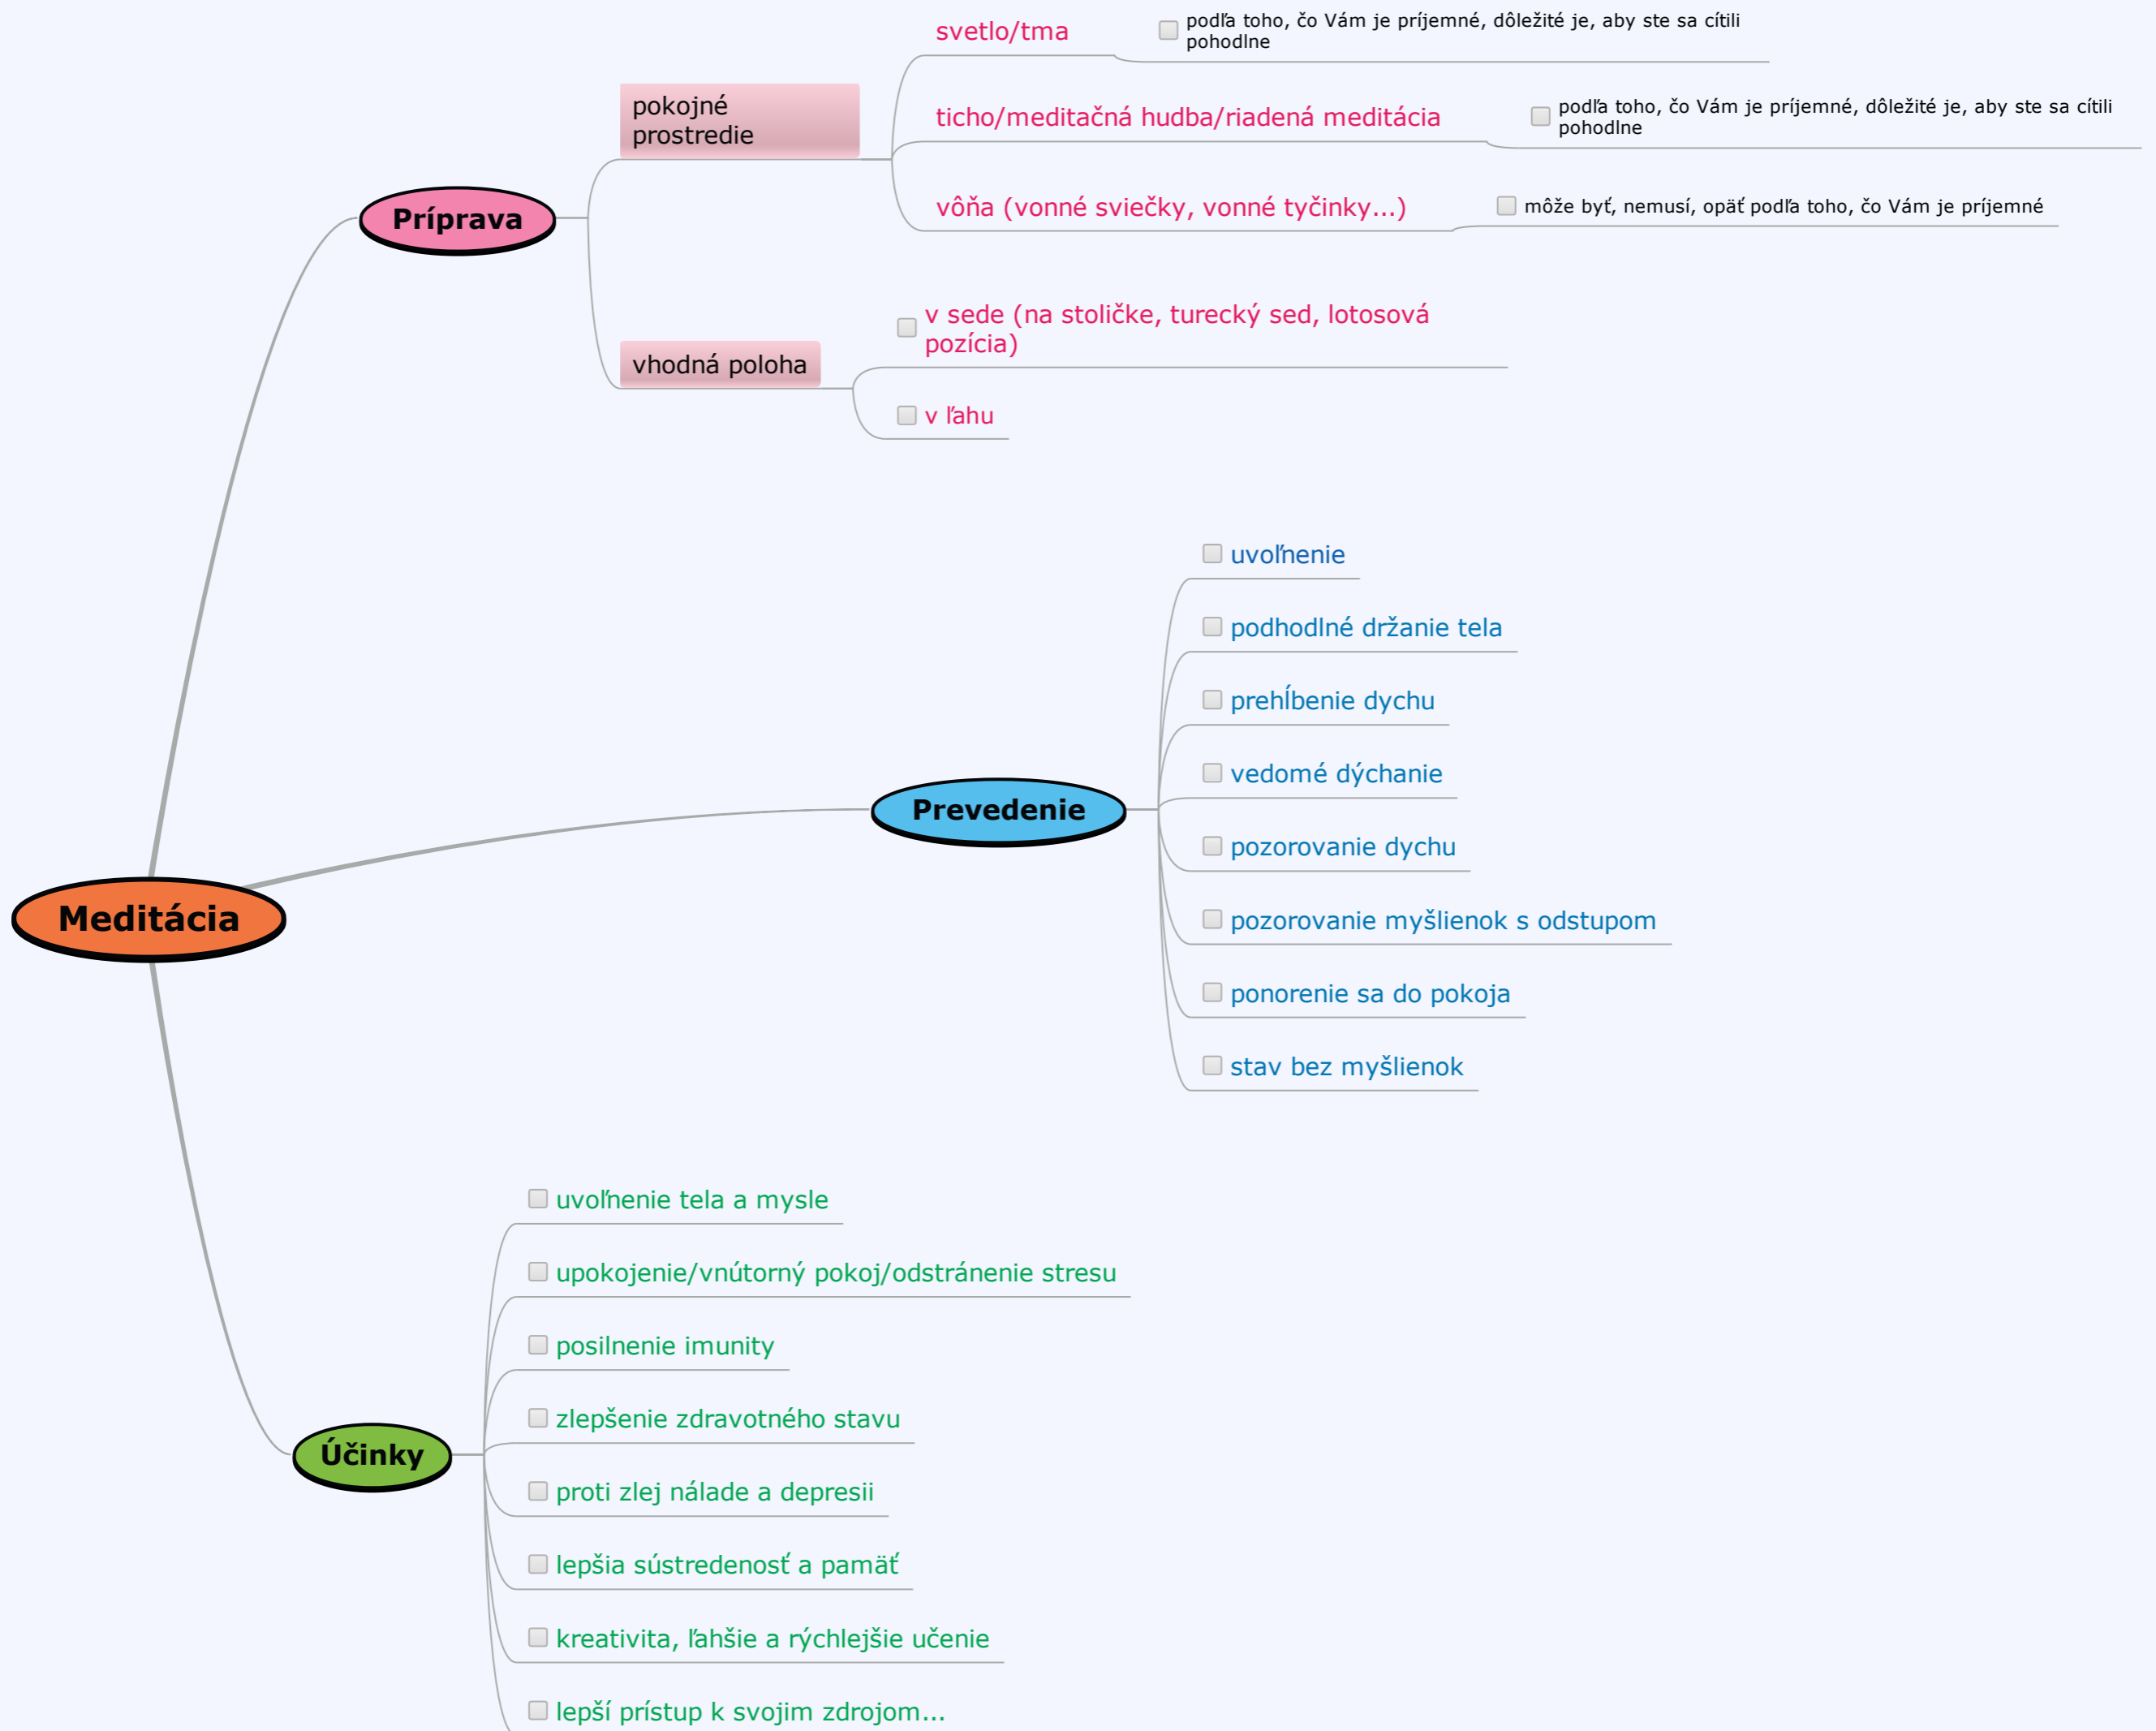 Meditácia
Príprava
pokojné
prostredie
svetlo/tma
podľa toho, čo Vám je príjemné, dôležité je, aby ste sa cítili
pohodlne
ticho/meditačná hudba/riadená meditácia
podľa toho, čo Vám je príjemné, dôležité je, aby ste sa cítili
pohodlne
vôňa (vonné sviečky, vonné tyčinky...)
môže byť, nemusí, opäť podľa toho, čo Vám je príjemné
vhodná poloha
v sede (na stoličke, turecký sed, lotosová
pozícia)
v ľahu
Prevedenie
uvoľnenie
podhodlné držanie tela
prehĺbenie dychu
vedomé dýchanie
pozorovanie dychu
pozorovanie myšlienok s odstupom
ponorenie sa do pokoja
stav bez myšlienok
Účinky
uvoľnenie tela a mysle
upokojenie/vnútorný pokoj/odstránenie stresu
posilnenie imunity
zlepšenie zdravotného stavu
proti zlej nálade a depresii
lepšia sústredenosť a pamäť
kreativita, ľahšie a rýchlejšie učenie
lepší prístup k svojim zdrojom...